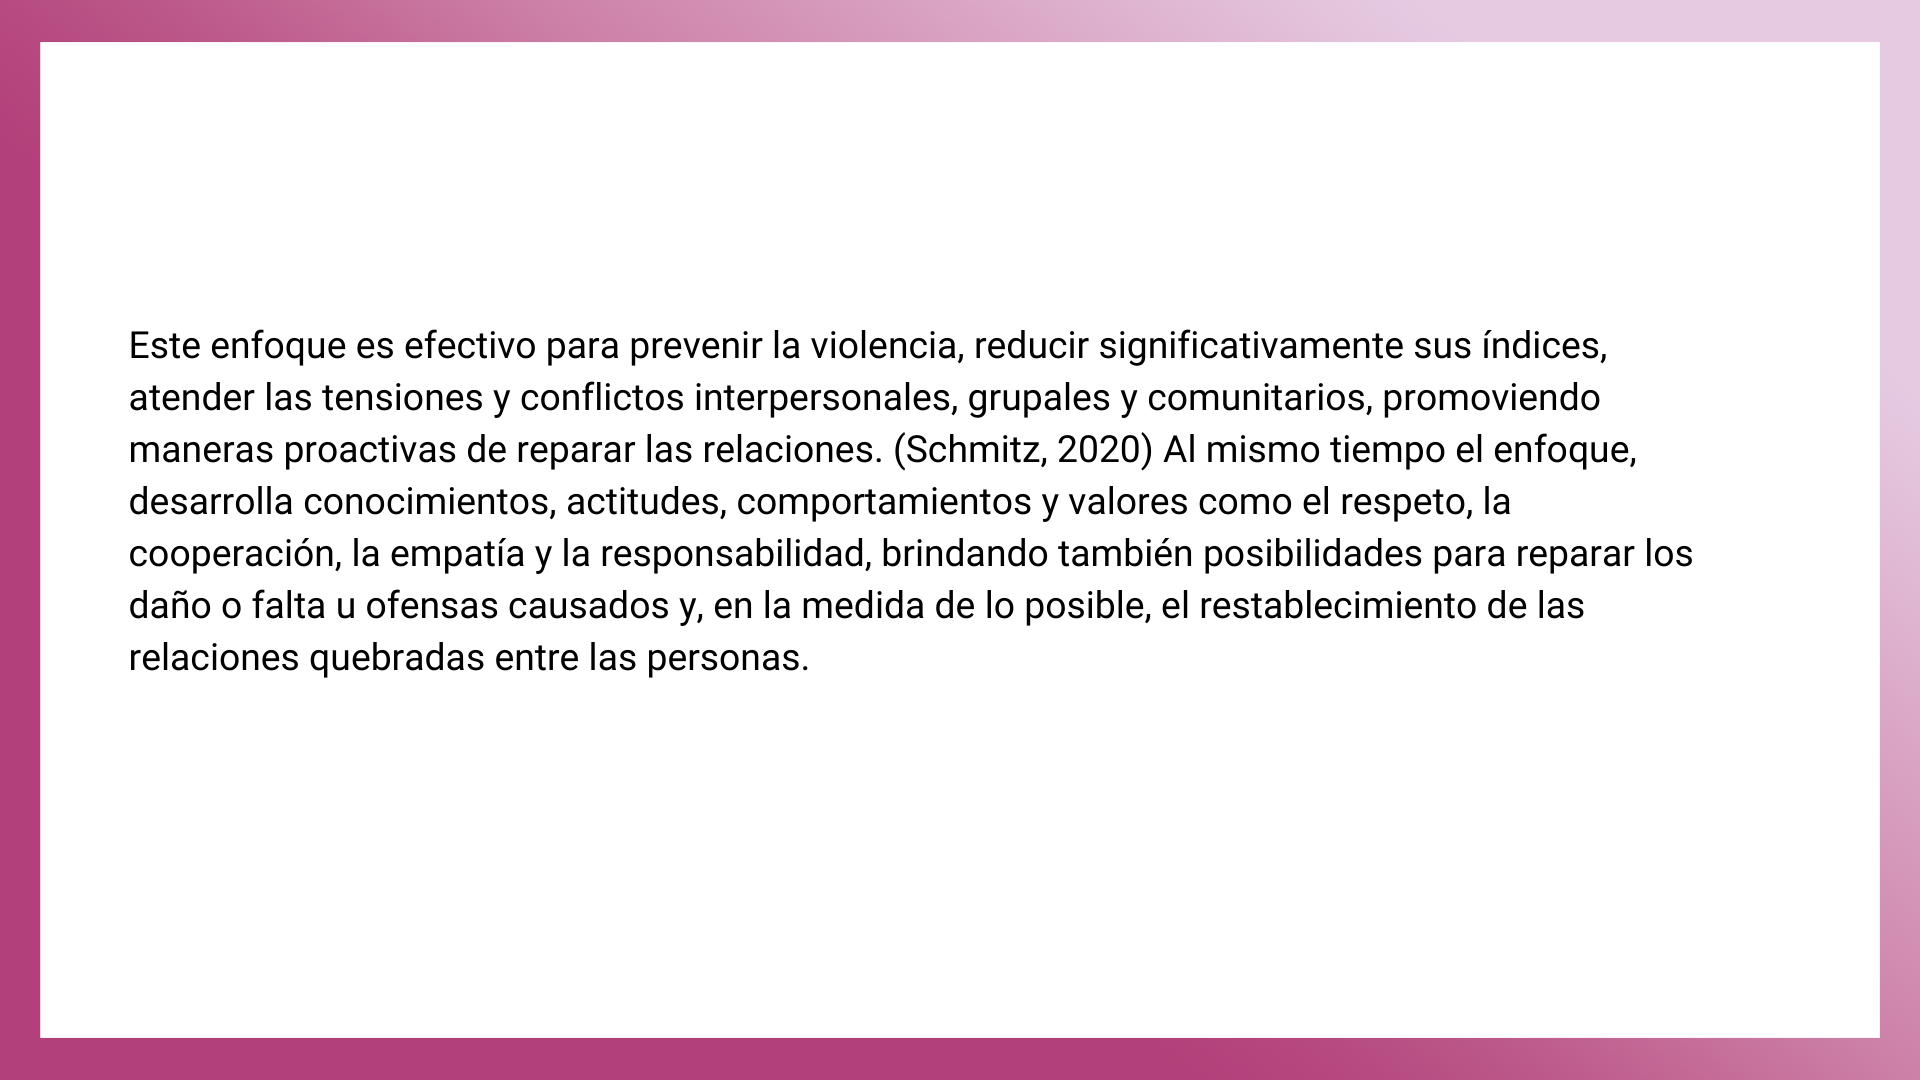 Este enfoque es efectivo para prevenir la violencia, reducir significativamente sus índices,
atender las tensiones y conflictos interpersonales, grupales y comunitarios, promoviendo
maneras proactivas de reparar las relaciones. (Schmitz, 2020) Al mismo tiempo el enfoque,
desarrolla conocimientos, actitudes, comportamientos y valores como el respeto, la
cooperación, la empatía y la responsabilidad, brindando también posibilidades para reparar los
daño o falta u ofensas causados y, en la medida de lo posible, el restablecimiento de las
relaciones quebradas entre las personas.